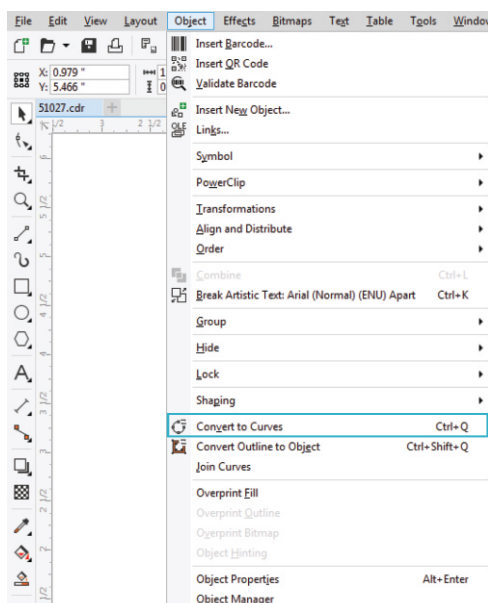 File Edit View Layout Object Effects Bitmaps Text Table Tools Windo
X: 0.979 "
Y: 5.466 "
51027.cdr
Insert Barcode...
Insert QR Code
Validate Barcode
Insert New Object...
OLE Links...
Symbol
PowerClip
Transformations
Align and Distribute
Order
Combine Ctrl+L
Break Artistic Text: Arial (Normal) (ENU) Apart Ctrl+K
Group
Hide
Lock
Shaping
Convert to Curves Ctrl+Q
Convert Outline to Object Ctrl+Shift+Q
Join Curves
Overprint Fill
Overprint Outline
Overprint Bitmap
Object Hinting
Object Properties Alt+Enter
Object Manager